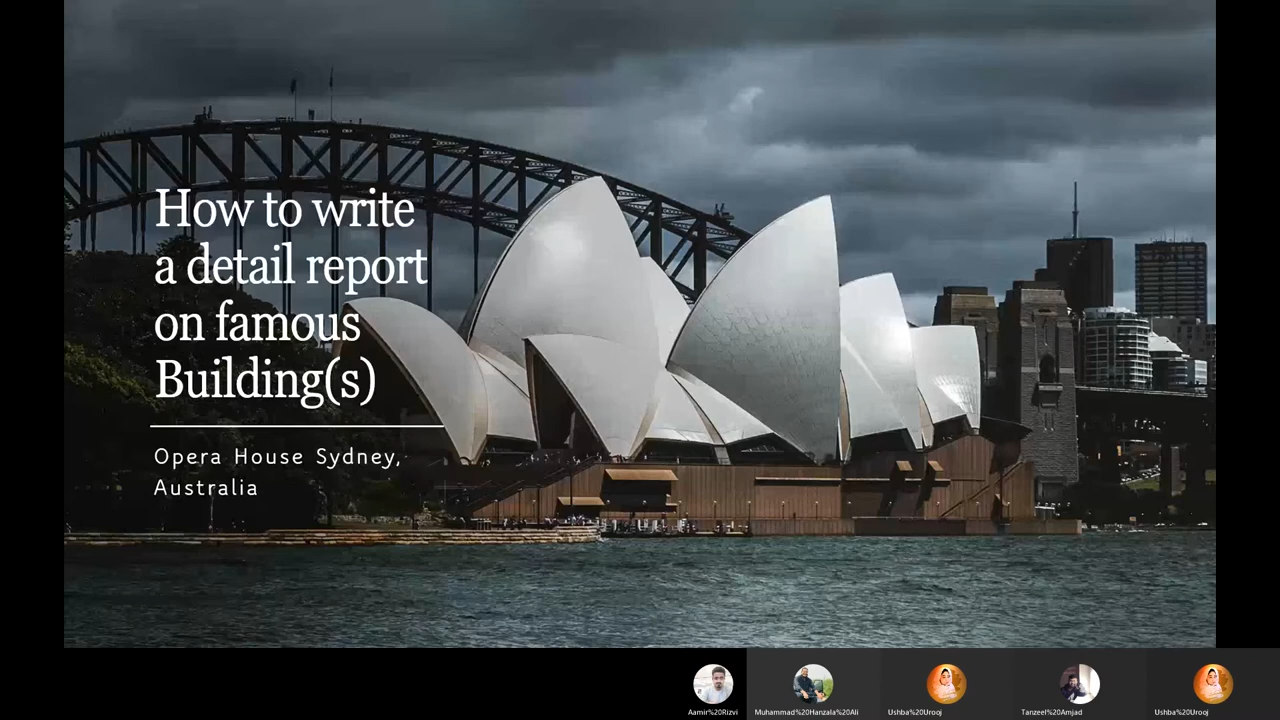 How to write
a detail report
on famous
Building(s)
Opera House Sydney,
Australia
Aamir%20Rizvi
Muhammad%20Hanzala%20Ali
Ushba%20Urooj
Tanzeel%20Amjad
Ushba%20Urooj